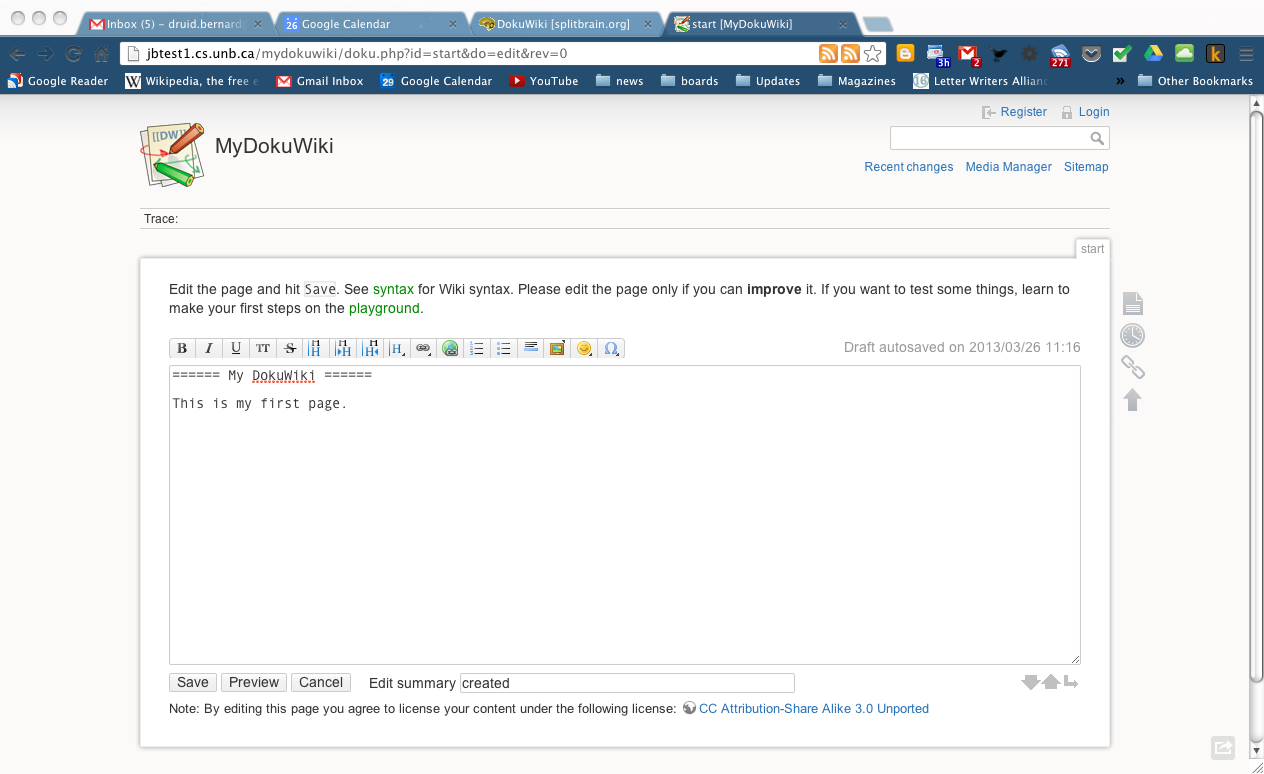 Inbox (5) – druid.bernard
Google Calendar
DokuWiki [splitbrain.org]
start [MyDokuWiki]
jbtest1.cs.unb.ca/mydokuwiki/doku.php?id=start&do=edit&rev=0
3h 2 271 k
Google Reader W Wikipedia, the free e Gmail Inbox 29 Google Calendar YouTube news boards Updates Magazines 16 Letter Writers Allianc » Other Bookmarks
Register Login
[[DW]]
MyDokuWiki
Recent changes Media Manager Sitemap
Trace:
start
Edit the page and hit Save. See syntax for Wiki syntax. Please edit the page only if you can improve it. If you want to test some things, learn to
make your first steps on the playground.
B I U TT S H H H H Ω
Draft autosaved on 2013/03/26 11:16
====== My DokuWiki ======
This is my first page.
Save Preview Cancel Edit summary created
Note: By editing this page you agree to license your content under the following license: CC Attribution-Share Alike 3.0 Unported